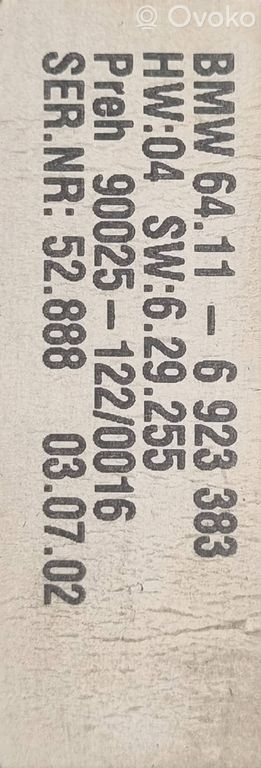 Ovoko
BMW 64.11 – 6 923 383
HW:04 SW:6.29.255
Preh 90025–122/0016
SER.NR: 52.888 03.07.02